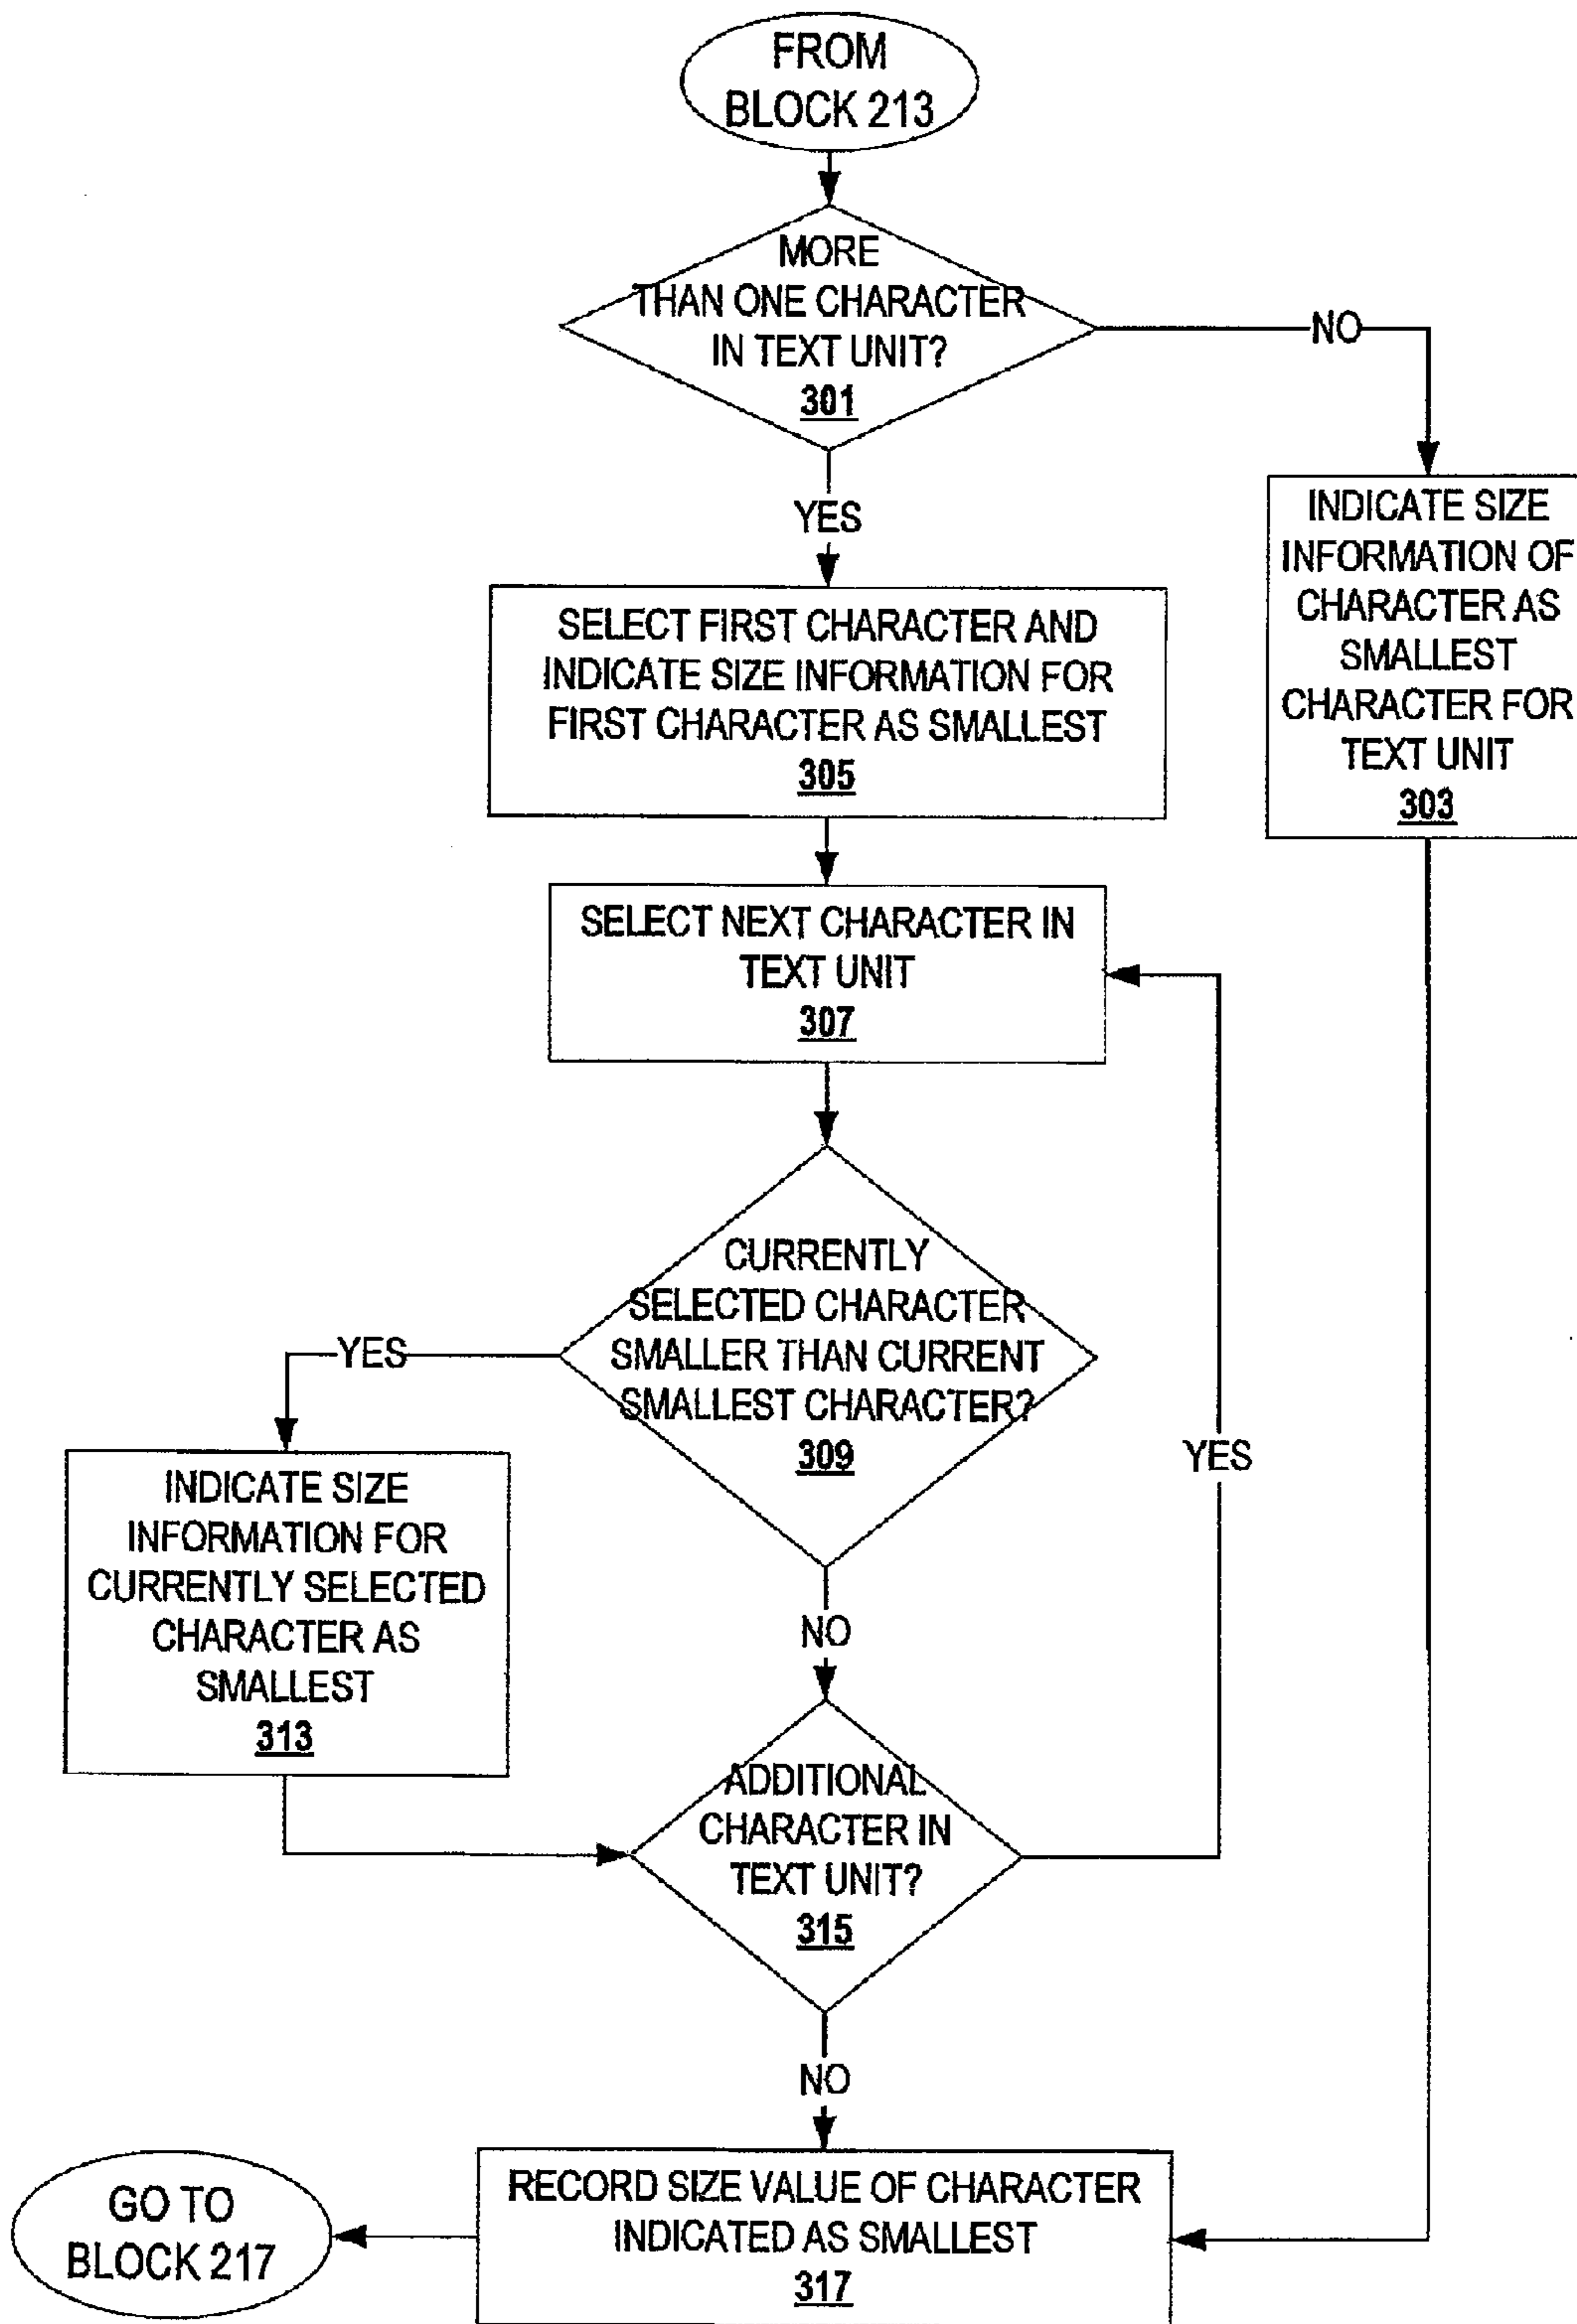 FROM
BLOCK 213
MORE
THAN ONE CHARACTER
IN TEXT UNIT?
301
NO
YES
INDICATE SIZE
INFORMATION OF
CHARACTER AS
SMALLEST
CHARACTER FOR
TEXT UNIT
303
SELECT FIRST CHARACTER AND
INDICATE SIZE INFORMATION FOR
FIRST CHARACTER AS SMALLEST
305
SELECT NEXT CHARACTER IN
TEXT UNIT
307
CURRENTLY
SELECTED CHARACTER
SMALLER THAN CURRENT
SMALLEST CHARACTER?
309
YES
YES
INDICATE SIZE
INFORMATION FOR
CURRENTLY SELECTED
CHARACTER AS
SMALLEST
313
NO
ADDITIONAL
CHARACTER IN
TEXT UNIT?
315
NO
RECORD SIZE VALUE OF CHARACTER
INDICATED AS SMALLEST
317
GO TO
BLOCK 217